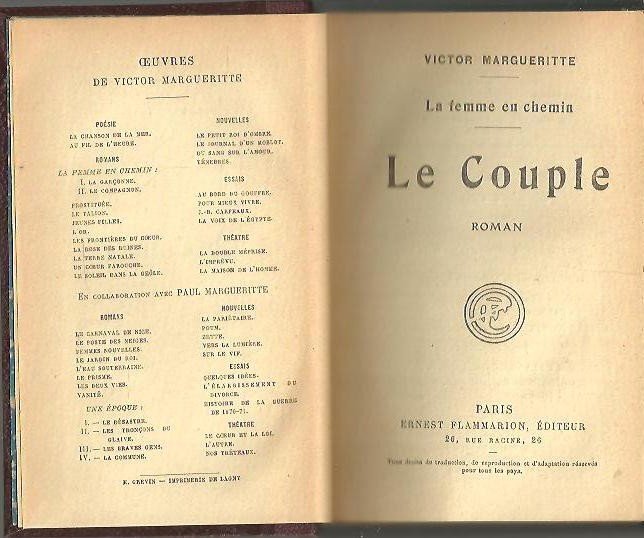 ŒUVRES
DE VICTOR MARGUERITTE
POÉSIE
LA CHANSON DE LA MER.
AU FIL DE L'HEURE.
ROMANS
LA FEMME EN CHEMIN :
I. LA GARÇONNE.
II. LE COMPAGNON.
PROSTITUÉE.
LE TALION.
JEUNES FILLES.
L'OR.
LES FRONTIÈRES DU CŒUR.
LA ROSE DES RUINES.
LA TERRE NATALE.
UN CŒUR FAROUCHE.
LE SOLEIL DANS LA GEÔLE.
NOUVELLES
LE PETIT ROI D'OMBRE.
LE JOURNAL D'UN MOBLOT.
DU SANG SUR L'AMOUR.
TÉNÈBRES.
ESSAIS
AU BORD DU GOUFFRE.
POUR MIEUX VIVRE.
J.-B. CARPEAUX.
LA VOIX DE L'ÉGYPTE.
THÉATRE
LA DOUBLE MÉPRISE.
L'IMPRÉVU.
LA MAISON DE L'HOMME.
EN COLLABORATION AVEC PAUL MARGUERITTE
ROMANS
LE CARNAVAL DE NICE.
LE POSTE DES NEIGES.
FEMMES NOUVELLES.
LE JARDIN DU ROI.
L'EAU SOUTERRAINE.
LE PRISME.
LES DEUX VIES.
VANITÉ.
UNE ÉPOQUE :
I. — LE DÉSASTRE.
II. — LES TRONÇONS DU
GLAIVE.
III. — LES BRAVES GENS.
IV. — LA COMMUNE.
NOUVELLES
LA PARIÉTAIRE.
POUM.
ZETTE.
VERS LA LUMIÈRE.
SUR LE VIF.
ESSAIS
QUELQUES IDÉES.
L'ÉLARGISSEMENT DU
DIVORCE.
HISTOIRE DE LA GUERRE
DE 1870-71.
THÉATRE
LE CŒUR ET LA LOI.
L'AUTRE.
NOS TRÉTEAUX.
E. GREVIN — IMPRIMERIE DE LAGNY
VICTOR MARGUERITTE
La femme en chemin
Le Couple
ROMAN
PARIS
ERNEST FLAMMARION, ÉDITEUR
26, RUE RACINE, 26
Tous droits de traduction, de reproduction et d'adaptation réservés
pour tous les pays.